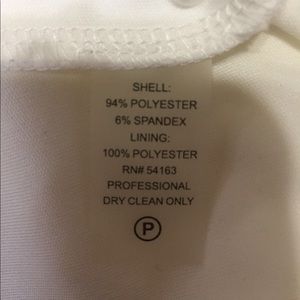 SHELL:
94% POLYESTER
6% SPANDEX
LINING:
100% POLYESTER
RN# 54163
PROFESSIONAL
DRY CLEAN ONLY
P